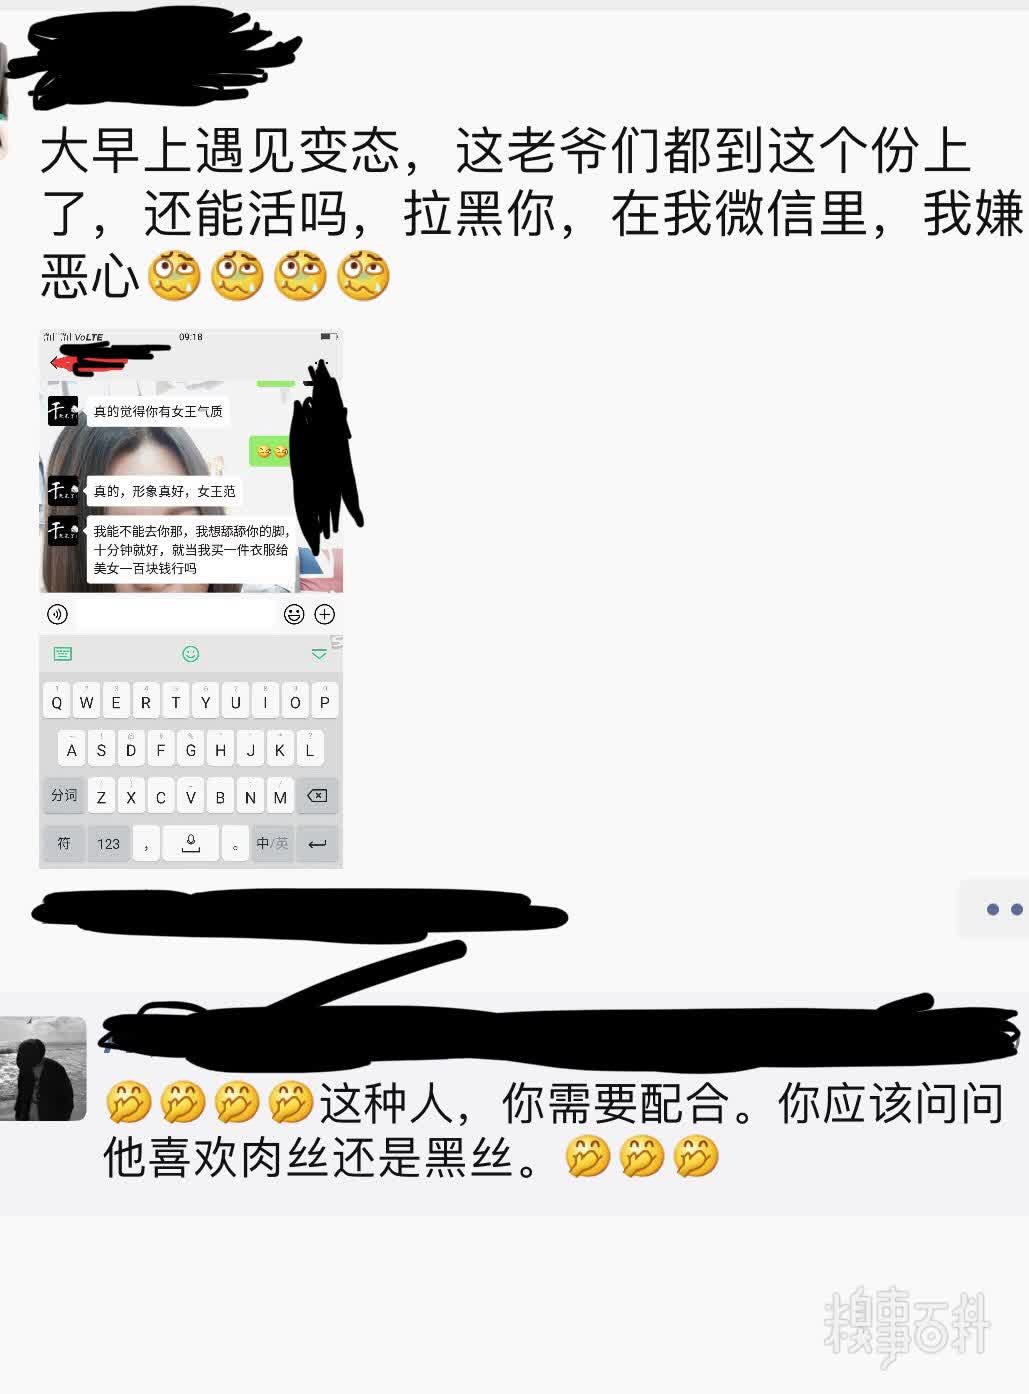 大早上遇见变态，这老爷们都到这个份上
了，还能活吗，拉黑你，在我微信里，我嫌
恶心
VoLTE
09:18
真的觉得你有女王气质
真的，形象真好，女王范
我能不能去你那，我想舔舔你的脚，
十分钟就好，就当我买一件衣服给
美女一百块钱行吗
Q W E R T Y U I O P
A S D F G H J K L
分词 Z X C V B N M
符 123 ， 。 中/英
这种人，你需要配合。你应该问问
他喜欢肉丝还是黑丝。
糗事百科